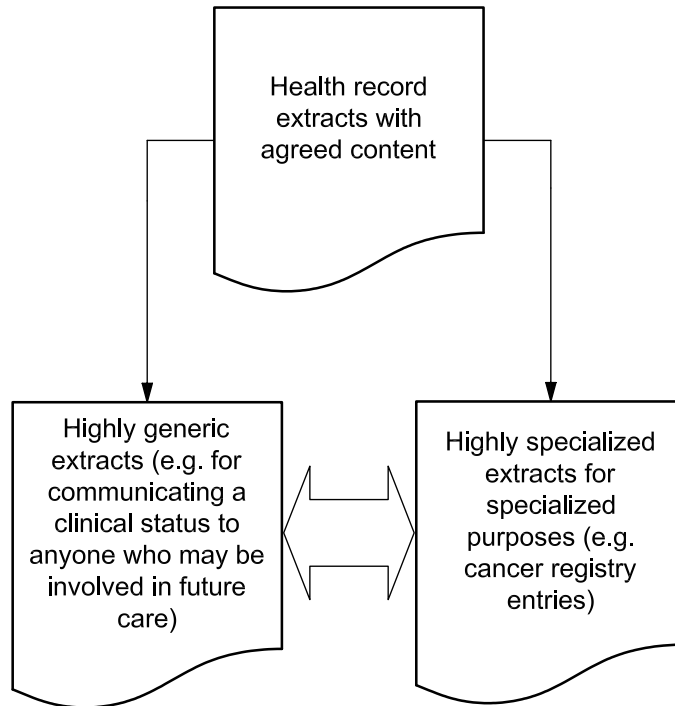 Health record
extracts with
agreed content
Highly generic
extracts (e.g. for
communicating a
clinical status to
anyone who may be
involved in future
care)
Highly specialized
extracts for
specialized
purposes (e.g.
cancer registry
entries)